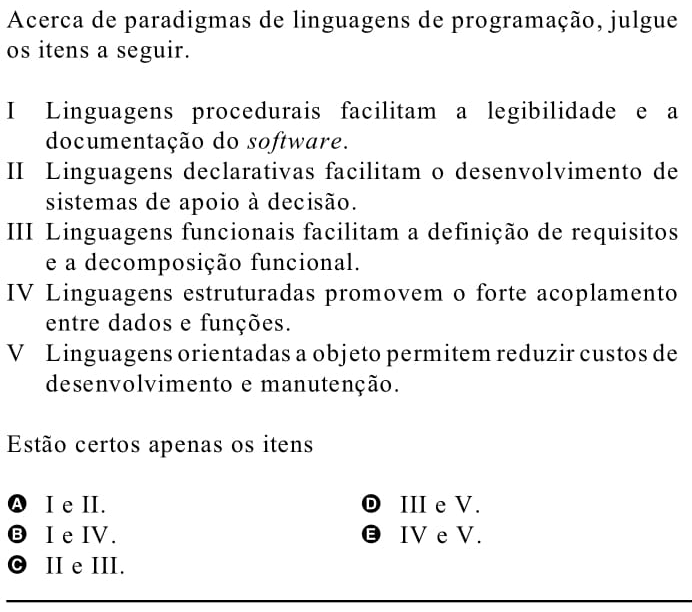 Acerca de paradigmas de linguagens de programação, julgue
os itens a seguir.
I Linguagens procedurais facilitam a legibilidade e a
documentação do software.
II Linguagens declarativas facilitam o desenvolvimento de
sistemas de apoio à decisão.
III Linguagens funcionais facilitam a definição de requisitos
e a decomposição funcional.
IV Linguagens estruturadas promovem o forte acoplamento
entre dados e funções.
V Linguagens orientadas a objeto permitem reduzir custos de
desenvolvimento e manutenção.
Estão certos apenas os itens
A I e II.
B I e IV.
C II e III.
D III e V.
E IV e V.